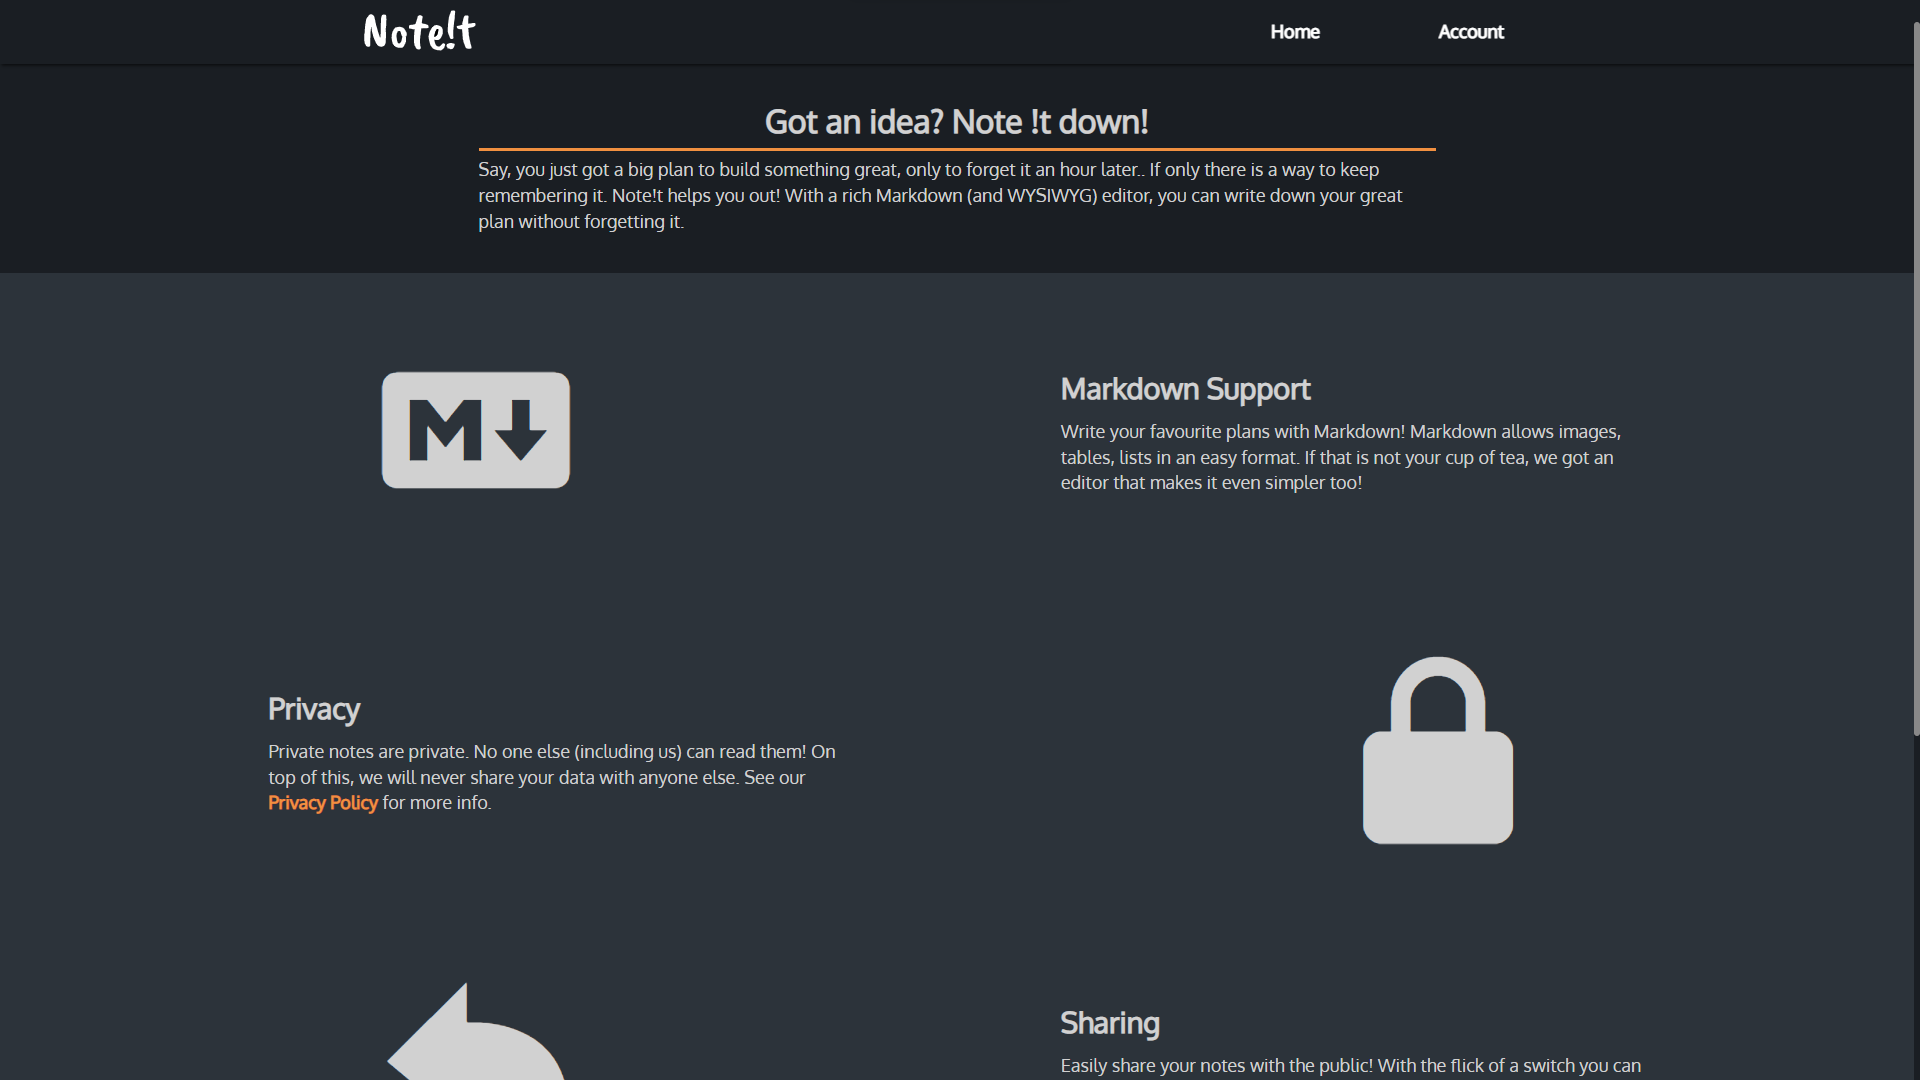 Note!t
Home
Account
Got an idea? Note !t down!
Say, you just got a big plan to build something great, only to forget it an hour later.. If only there is a way to keep
remembering it. Note!t helps you out! With a rich Markdown (and WYSIWYG) editor, you can write down your great
plan without forgetting it.
M
Markdown Support
Write your favourite plans with Markdown! Markdown allows images,
tables, lists in an easy format. If that is not your cup of tea, we got an
editor that makes it even simpler too!
Privacy
Private notes are private. No one else (including us) can read them! On
top of this, we will never share your data with anyone else. See our
Privacy Policy for more info.
Sharing
Easily share your notes with the public! With the flick of a switch you can